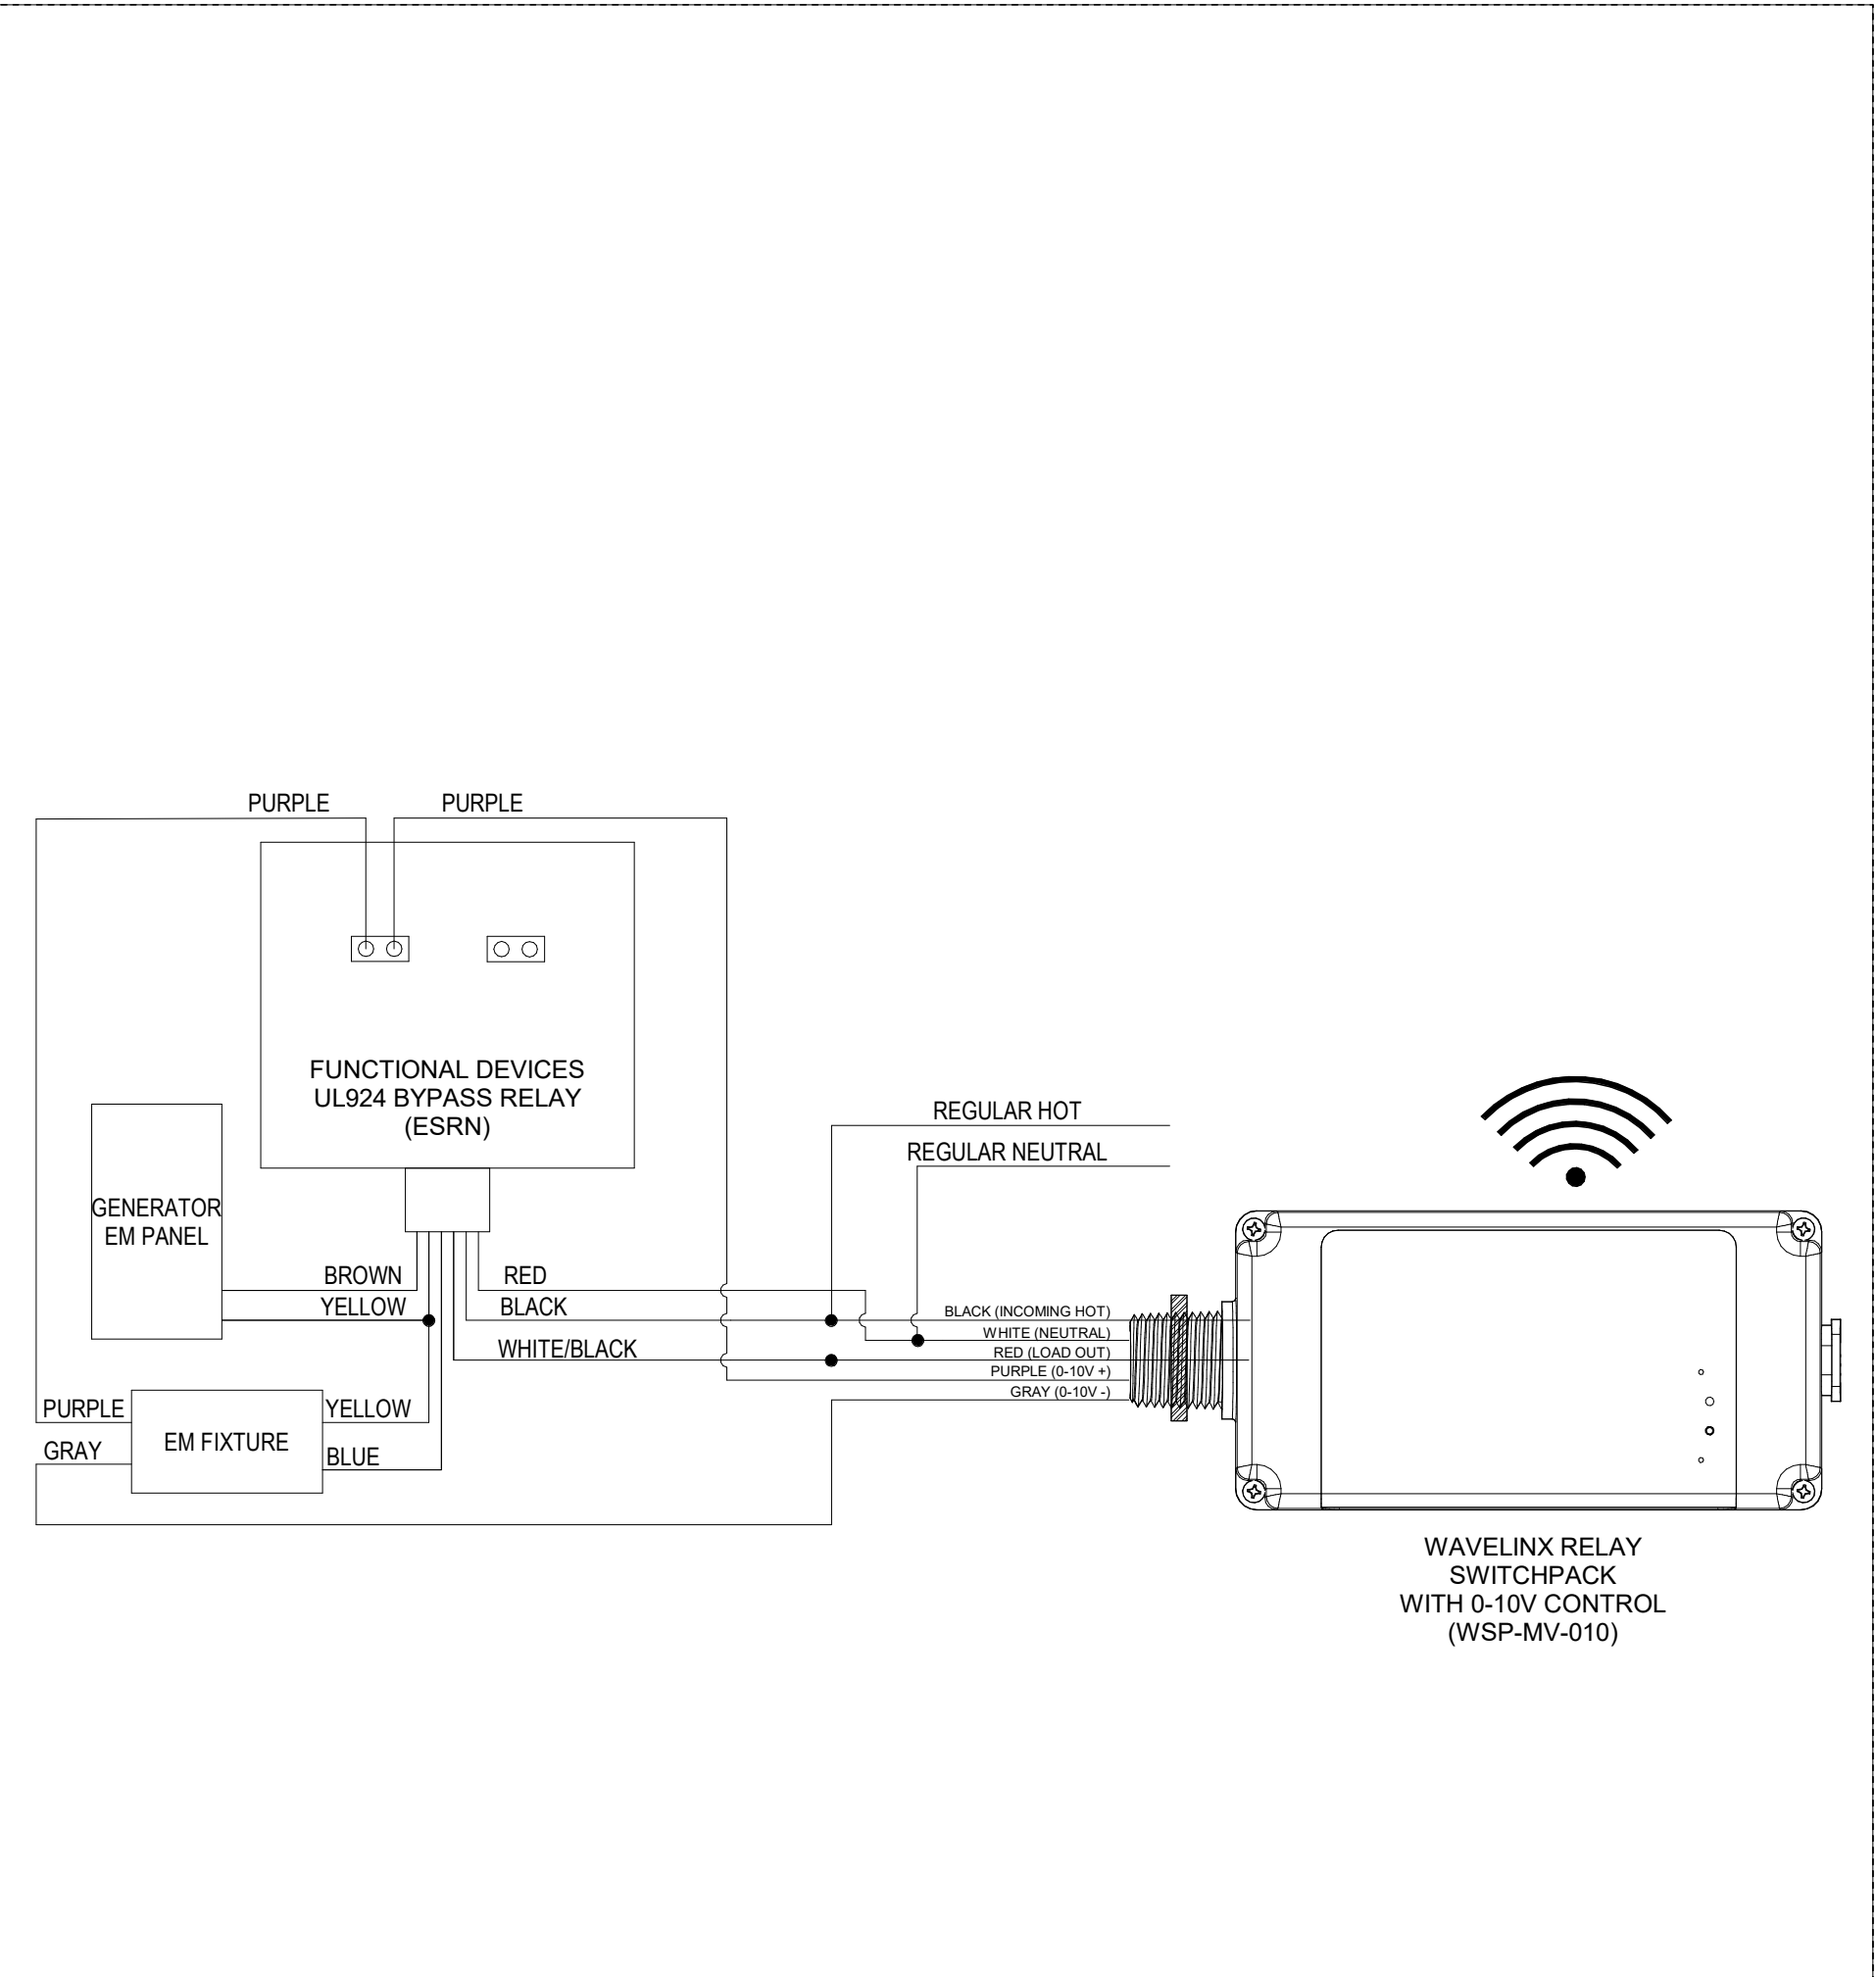 PURPLE
PURPLE
FUNCTIONAL DEVICES
UL924 BYPASS RELAY
(ESRN)
GENERATOR
EM PANEL
BROWN
YELLOW
RED
BLACK
WHITE/BLACK
REGULAR HOT
REGULAR NEUTRAL
BLACK (INCOMING HOT)
WHITE (NEUTRAL)
RED (LOAD OUT)
PURPLE (0-10V +)
GRAY (0-10V -)
PURPLE
GRAY
EM FIXTURE
YELLOW
BLUE
WAVELINX RELAY
SWITCHPACK
WITH 0-10V CONTROL
(WSP-MV-010)